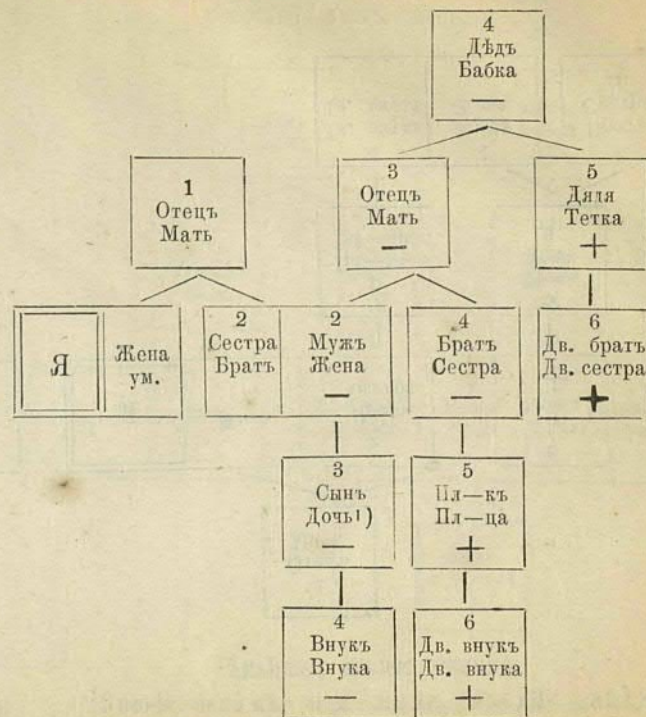 4
Дѣдъ
Бабка
—
1
Отецъ
Мать
3
Отецъ
Мать
—
5
Дядя
Тетка
+
Я
Жена
ум.
2
Сестра
Братъ
2
Мужъ
Жена
—
4
Братъ
Сестра
—
6
Дв. братъ
Дв. сестра
+
3
Сынъ
Дочь¹)
—
5
Пл—къ
Пл—ца
+
4
Внукъ
Внука
—
6
Дв. внукъ
Дв. внука
+